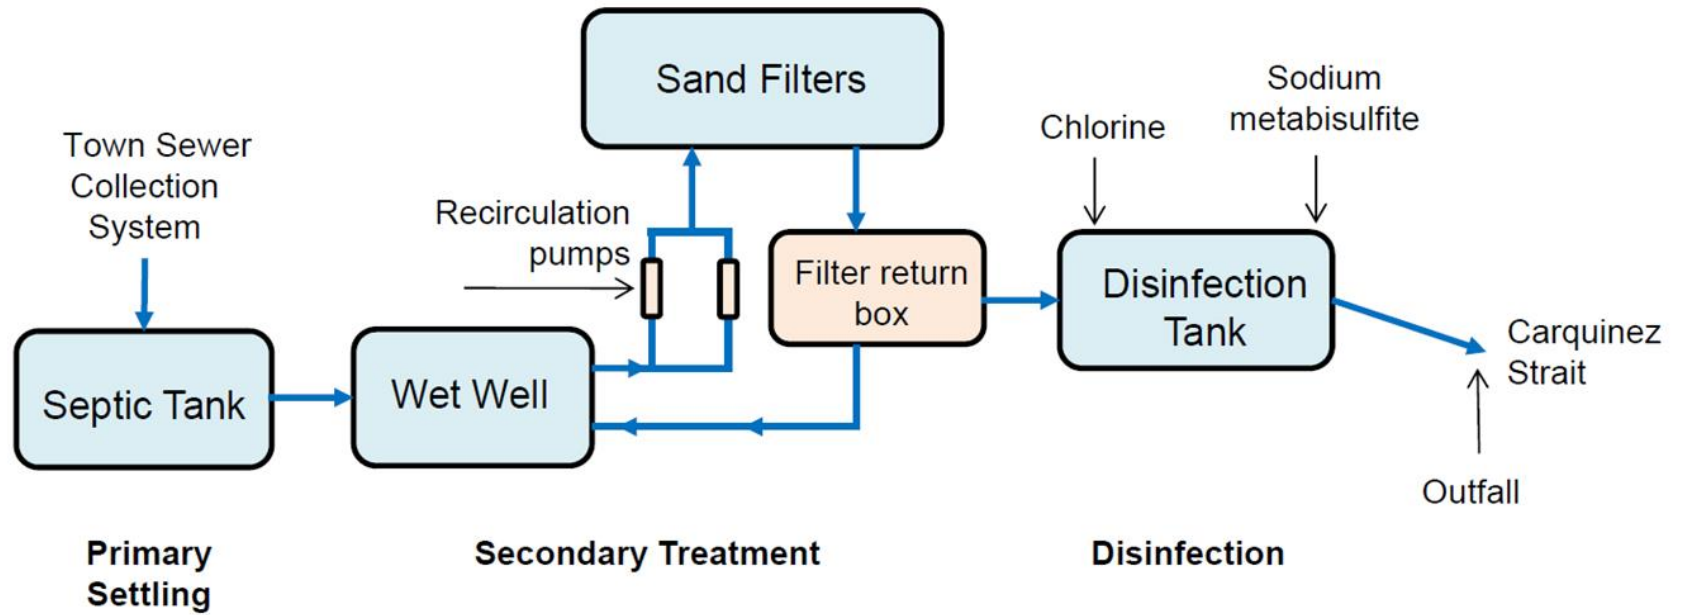 Sand Filters
Sodium
metabisulfite
Chlorine
Town Sewer
Collection
System
Recirculation
pumps
Filter return
box
Disinfection
Tank
Carquinez
Strait
Septic Tank
Wet Well
Outfall
Primary
Settling
Secondary Treatment
Disinfection